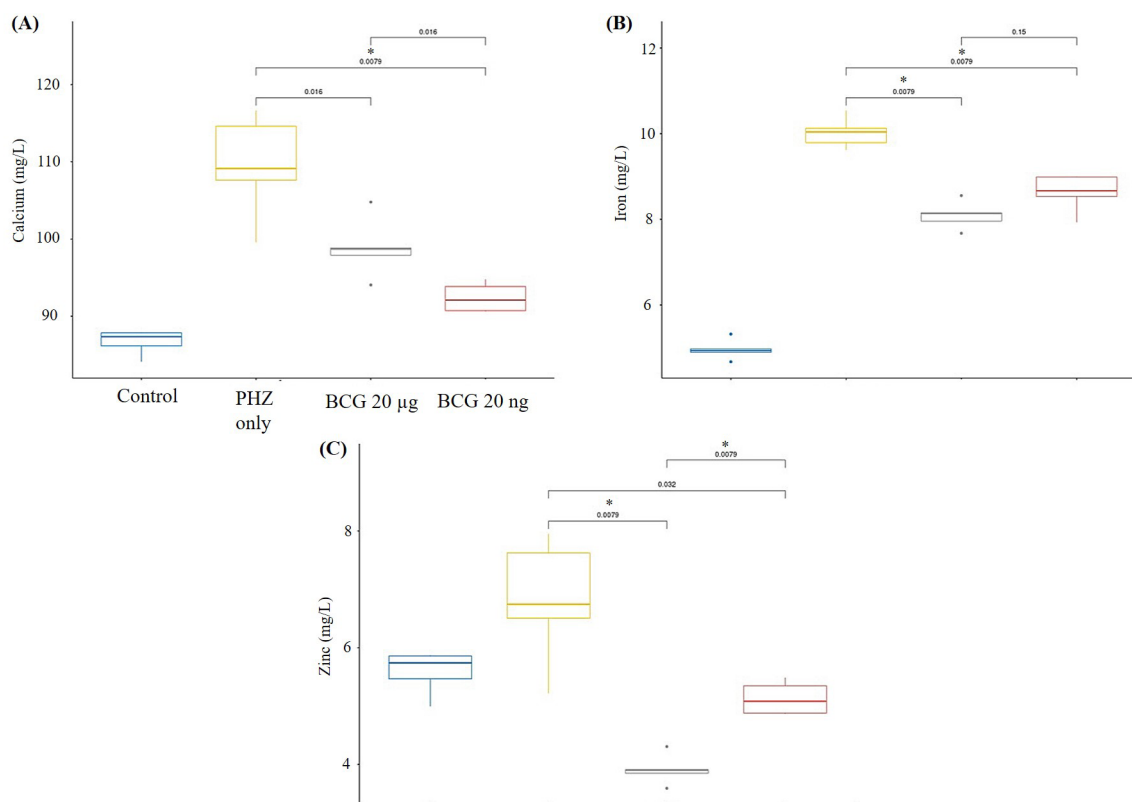 (A)
0.016
*
0.0079
0.016
120
110
100
90
Calcium (mg/L)
Control
PHZ
only
BCG 20 µg
BCG 20 ng
(B)
0.15
*
0.0079
*
0.0079
12
10
8
6
Iron (mg/L)
(C)
*
0.0079
0.032
*
0.0079
8
6
4
Zinc (mg/L)